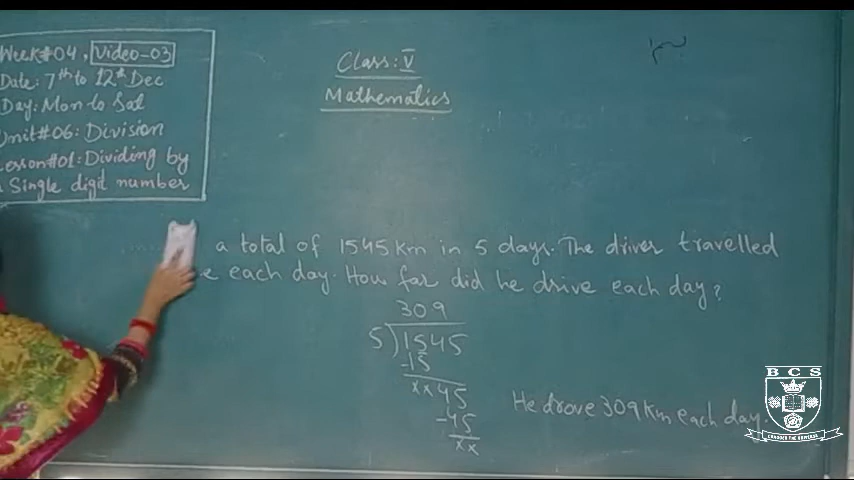 Week#04, Video-03
Date: 7th to 12th Dec
Day: Mon to Sat
Unit#06: Division
Lesson#01: Dividing by
Single digit number
Class: V
Mathematics
a total of 1545 km in 5 days. The driver travelled
e each day. How far did he drive each day?
309
5)1545
-15
xx45
-45
xx
He drove 309 km each day.
BCS
CONQUER THE UNIVERSE